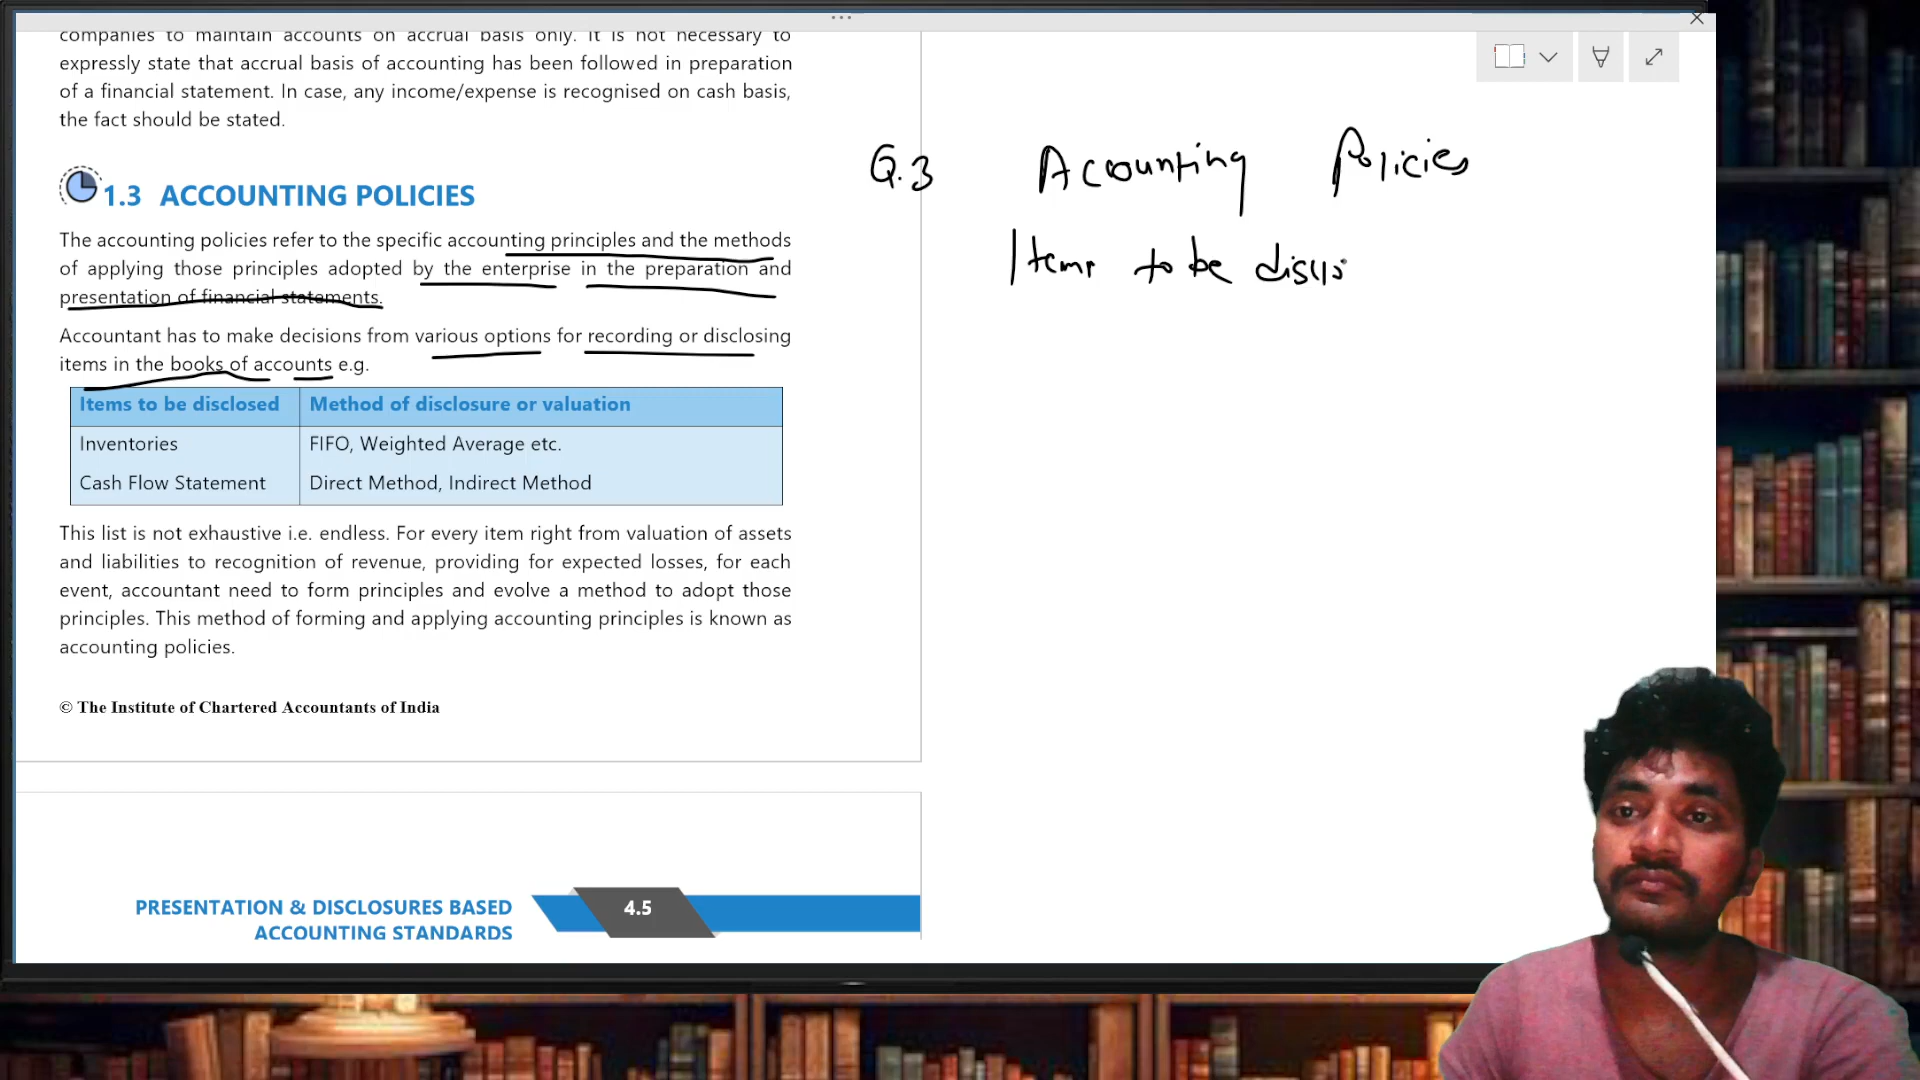 companies to maintain accounts on accrual basis only. It is not necessary to
expressly state that accrual basis of accounting has been followed in preparation
of a financial statement. In case, any income/expense is recognised on cash basis,
the fact should be stated.
1.3 ACCOUNTING POLICIES
The accounting policies refer to the specific accounting principles and the methods
of applying those principles adopted by the enterprise in the preparation and
presentation of financial statements.
Accountant has to make decisions from various options for recording or disclosing
items in the books of accounts e.g.
Items to be disclosed Method of disclosure or valuation
Inventories FIFO, Weighted Average etc.
Cash Flow Statement Direct Method, Indirect Method
This list is not exhaustive i.e. endless. For every item right from valuation of assets
and liabilities to recognition of revenue, providing for expected losses, for each
event, accountant need to form principles and evolve a method to adopt those
principles. This method of forming and applying accounting principles is known as
accounting policies.
© The Institute of Chartered Accountants of India
PRESENTATION & DISCLOSURES BASED
ACCOUNTING STANDARDS
4.5
Q.3 Accounting Policies
Items to be disclo